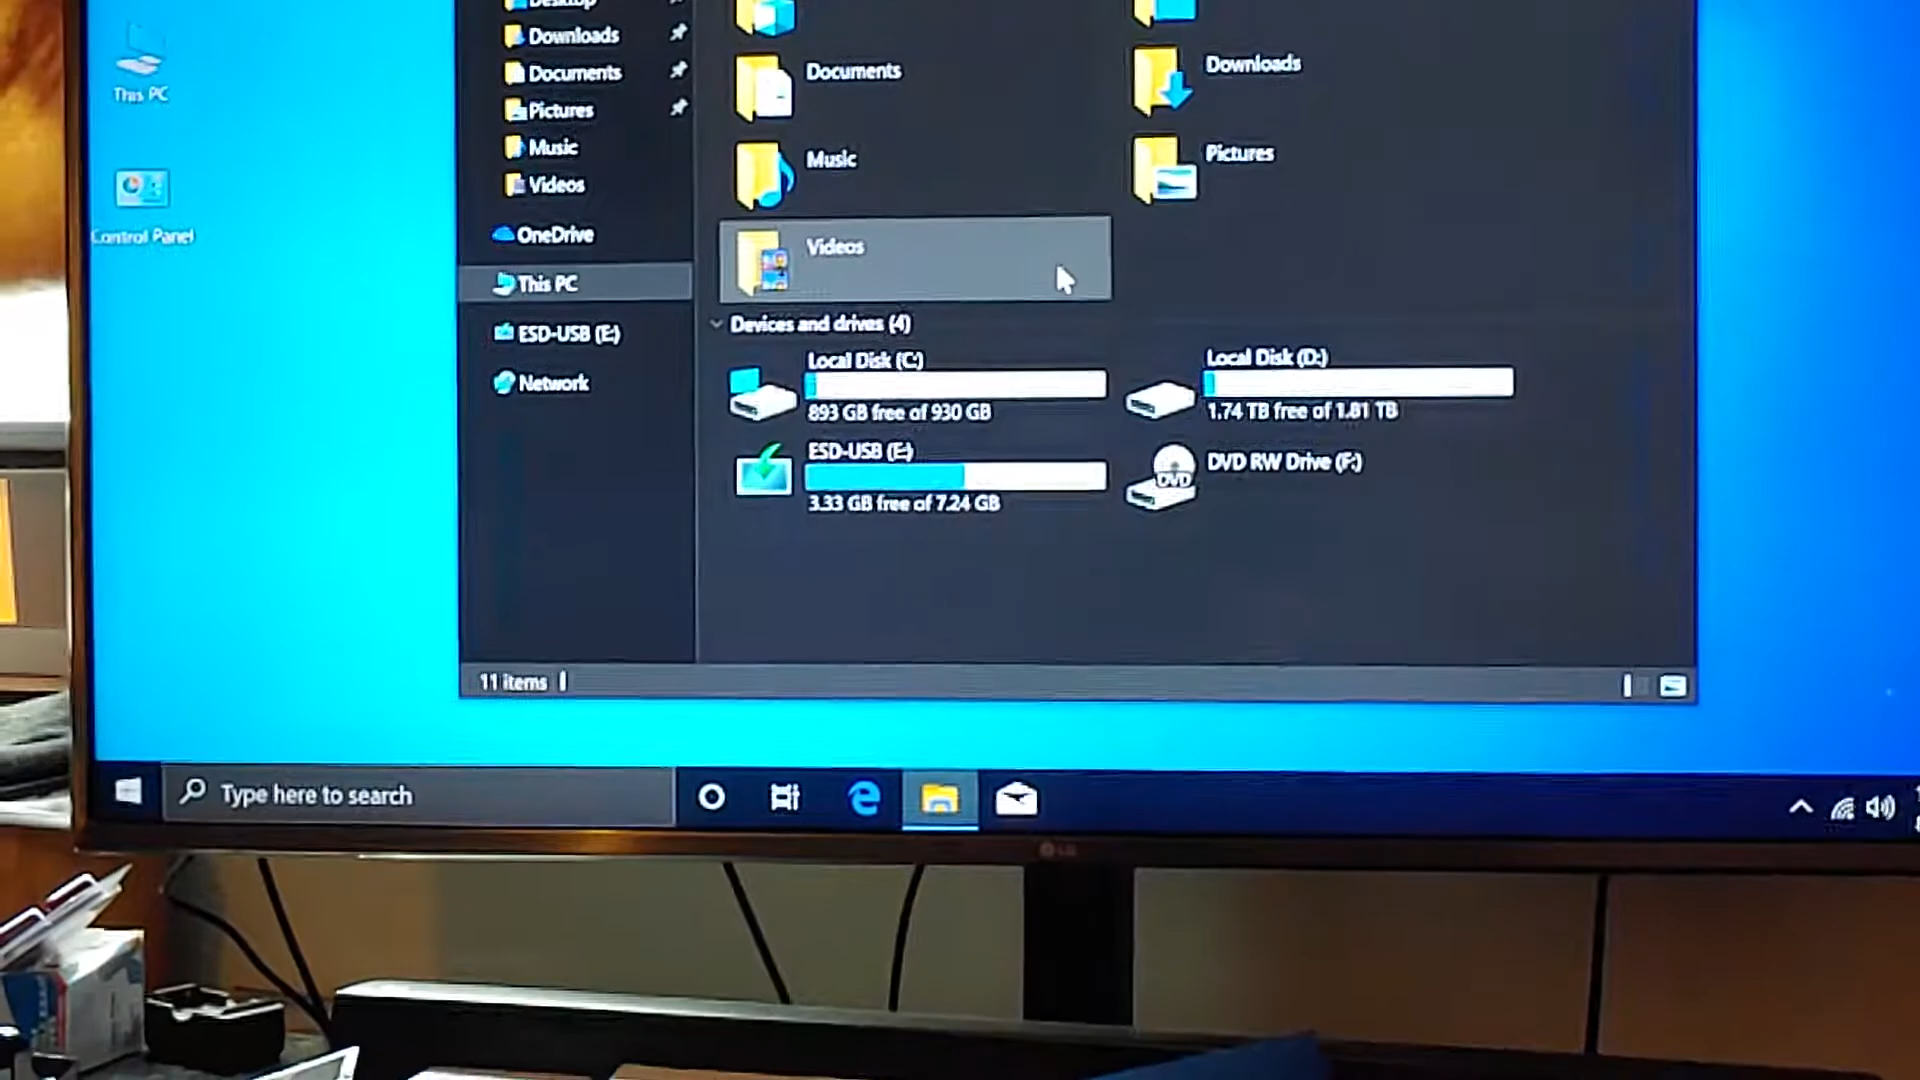 This PC
Control Panel
Desktop
Downloads
Documents
Pictures
Music
Videos
OneDrive
This PC
ESD-USB (E:)
Network
Documents
Downloads
Music
Pictures
Videos
Devices and drives (4)
Local Disk (C:)
893 GB free of 930 GB
Local Disk (D:)
1.74 TB free of 1.81 TB
ESD-USB (E:)
3.33 GB free of 7.24 GB
DVD RW Drive (F:)
DVD
11 items
Type here to search
LG